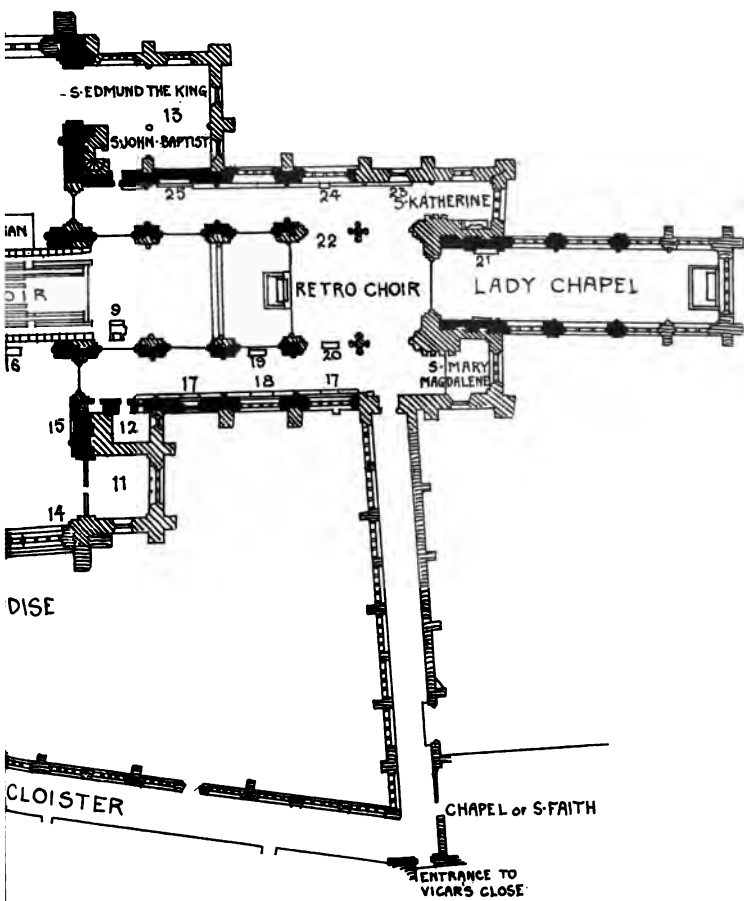 S·EDMUND THE KING
13
S·JOHN·BAPTIST
25
24
23
S·KATHERINE
22
21
GAN
OIR
RETRO CHOIR
LADY CHAPEL
9
16
19
20
S·MARY
MAGDALENE
17
18
17
15
12
11
14
DISE
CLOISTER
CHAPEL OF S·FAITH
ENTRANCE TO
VICAR'S CLOSE